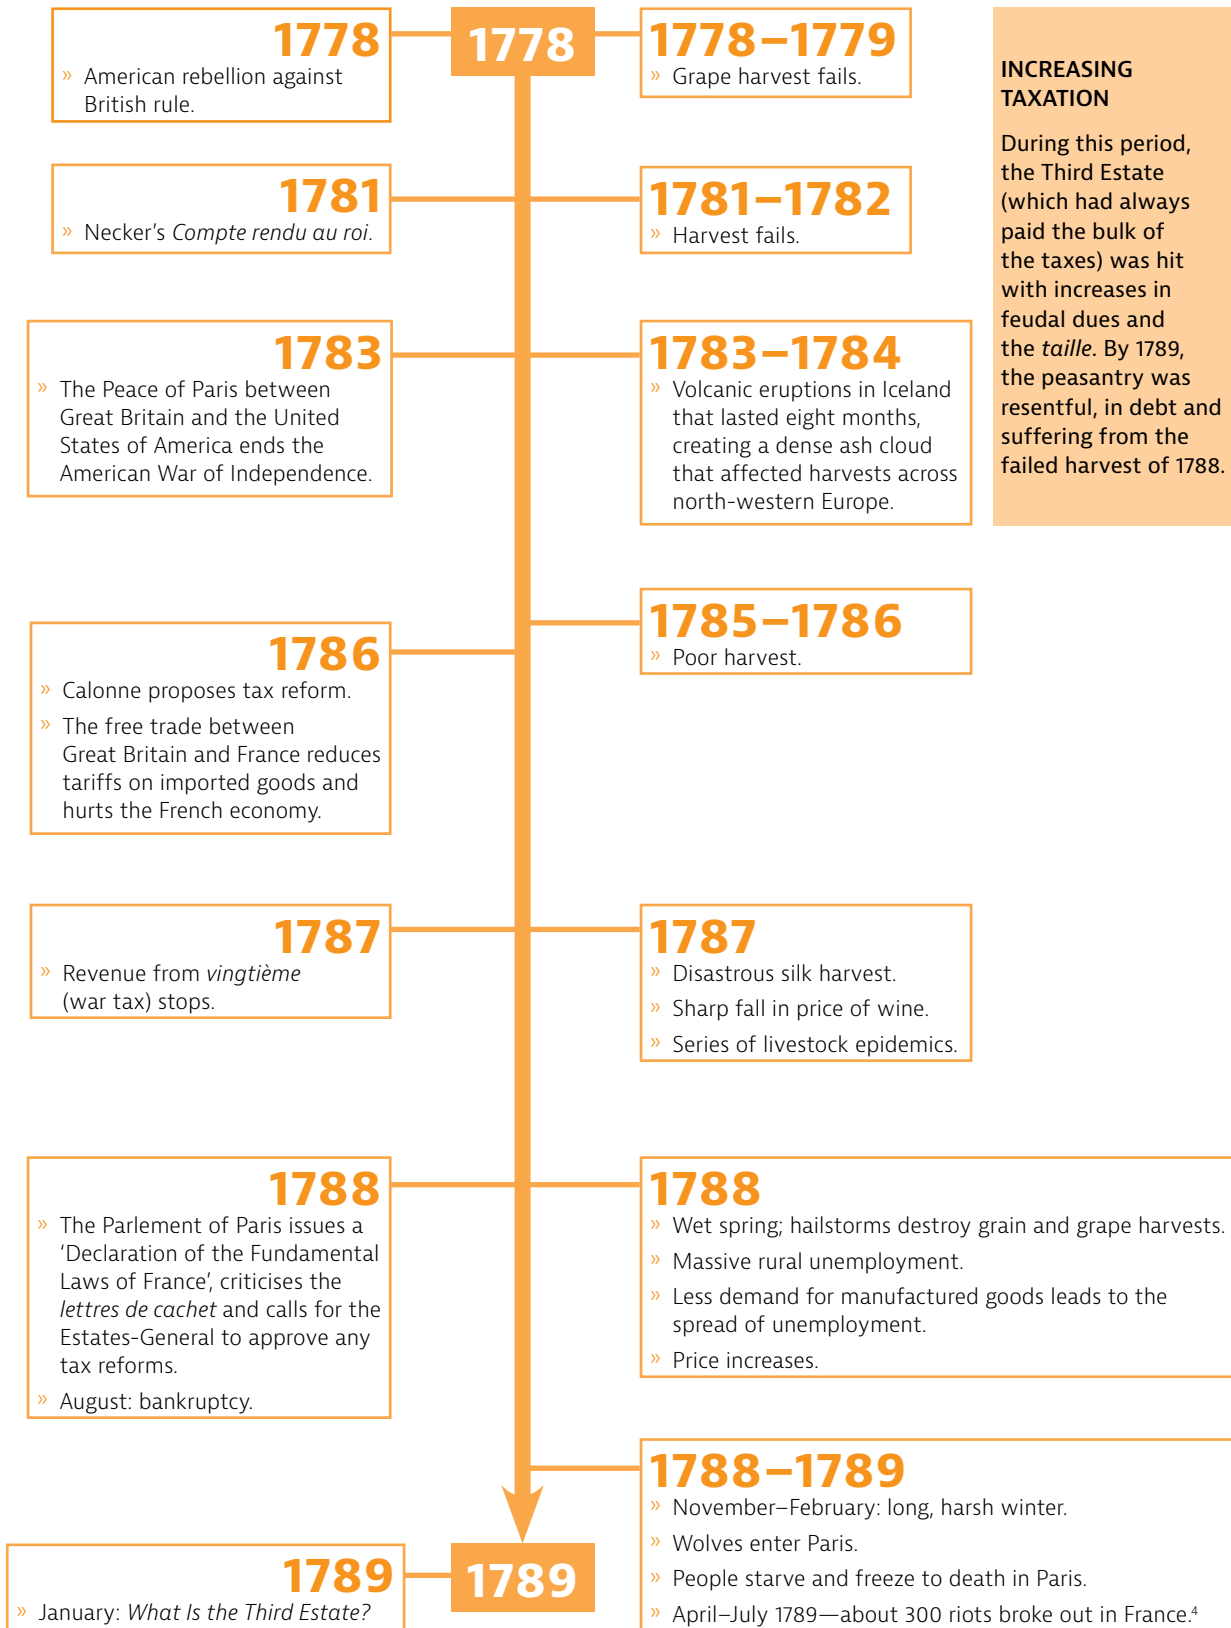 1778
» American rebellion against
British rule.
1778
1778–1779
» Grape harvest fails.
INCREASING
TAXATION
During this period,
the Third Estate
(which had always
paid the bulk of
the taxes) was hit
with increases in
feudal dues and
the taille. By 1789,
the peasantry was
resentful, in debt and
suffering from the
failed harvest of 1788.
1781
» Necker’s Compte rendu au roi.
1781–1782
» Harvest fails.
1783
» The Peace of Paris between
Great Britain and the United
States of America ends the
American War of Independence.
1783–1784
» Volcanic eruptions in Iceland
that lasted eight months,
creating a dense ash cloud
that affected harvests across
north-western Europe.
1785–1786
» Poor harvest.
1786
» Calonne proposes tax reform.
» The free trade between
Great Britain and France reduces
tariffs on imported goods and
hurts the French economy.
1787
» Revenue from vingtième
(war tax) stops.
1787
» Disastrous silk harvest.
» Sharp fall in price of wine.
» Series of livestock epidemics.
1788
» The Parlement of Paris issues a
‘Declaration of the Fundamental
Laws of France’, criticises the
lettres de cachet and calls for the
Estates-General to approve any
tax reforms.
» August: bankruptcy.
1788
» Wet spring; hailstorms destroy grain and grape harvests.
» Massive rural unemployment.
» Less demand for manufactured goods leads to the
spread of unemployment.
» Price increases.
1788–1789
» November–February: long, harsh winter.
» Wolves enter Paris.
» People starve and freeze to death in Paris.
» April–July 1789—about 300 riots broke out in France.⁴
1789
» January: What Is the Third Estate?
1789